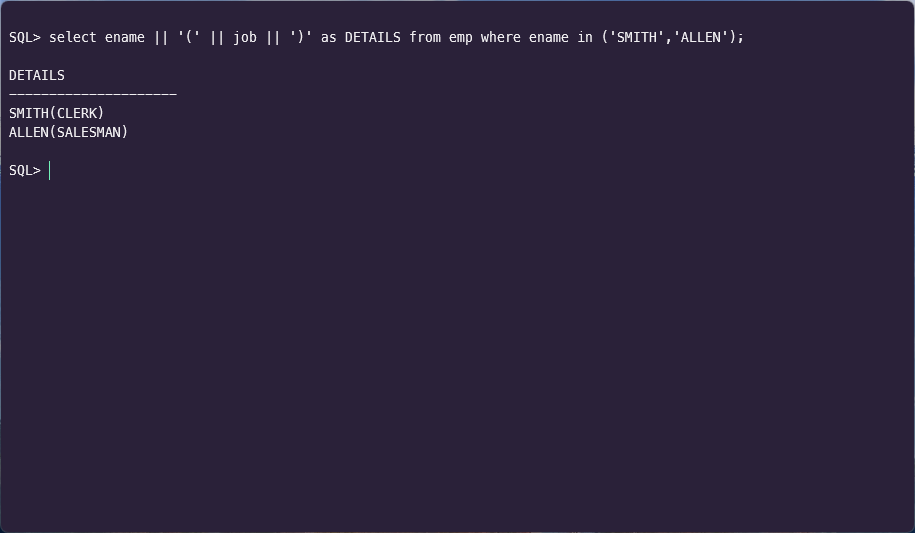 SQL> select ename || '(' || job || ')' as DETAILS from emp where ename in ('SMITH','ALLEN');
DETAILS
---------------------
SMITH(CLERK)
ALLEN(SALESMAN)
SQL>